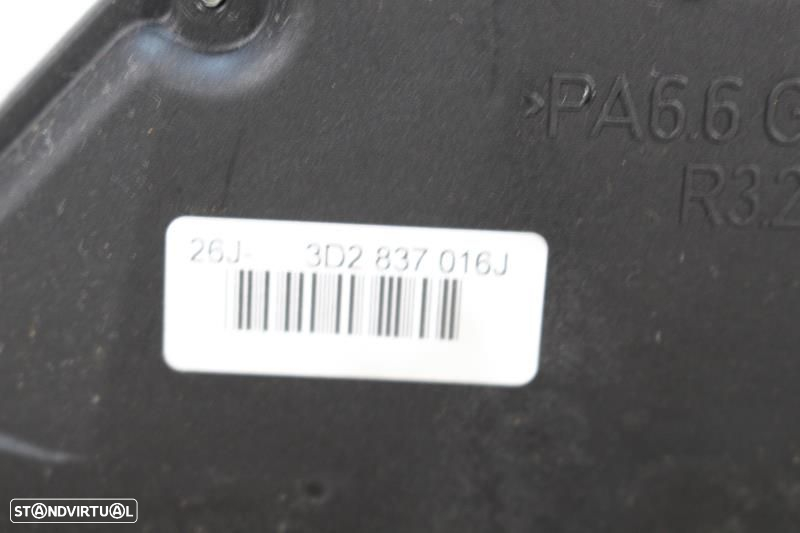 >PA6.6 G
R3.2
26J- 3D2 837 016J
STANDVIRTUAL